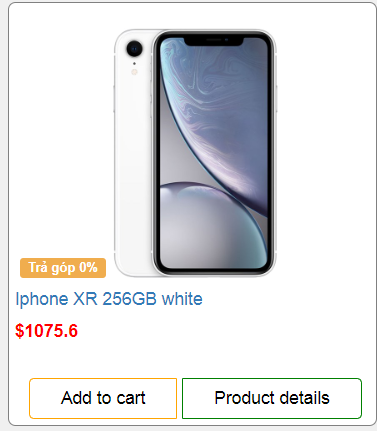 Trả góp 0%
Iphone XR 256GB white
$1075.6
Add to cart
Product details